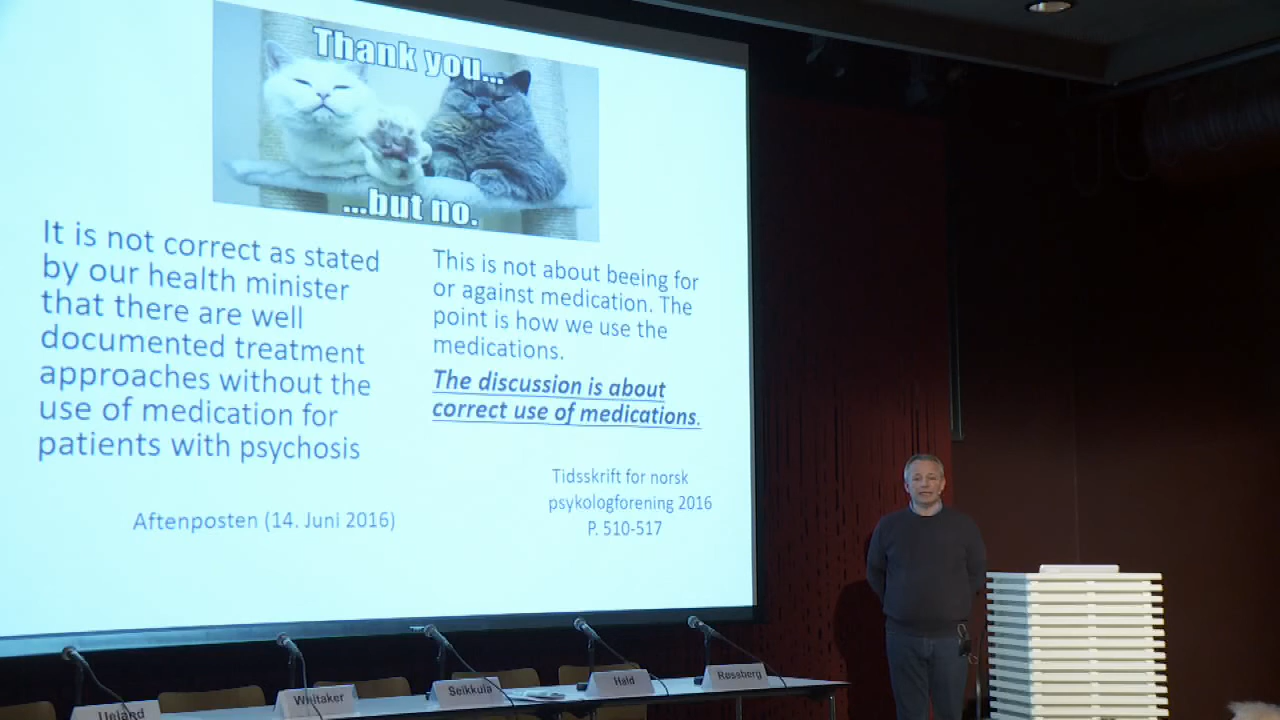 Thank you...
...but no.
It is not correct as stated
by our health minister
that there are well
documented treatment
approaches without the
use of medication for
patients with psychosis
Aftenposten (14. Juni 2016)
This is not about beeing for
or against medication. The
point is how we use the
medications.
The discussion is about
correct use of medications.
Tidsskrift for norsk
psykologforening 2016
P. 510-517
Ueland
Whitaker
Seikkula
Hald
Røssberg